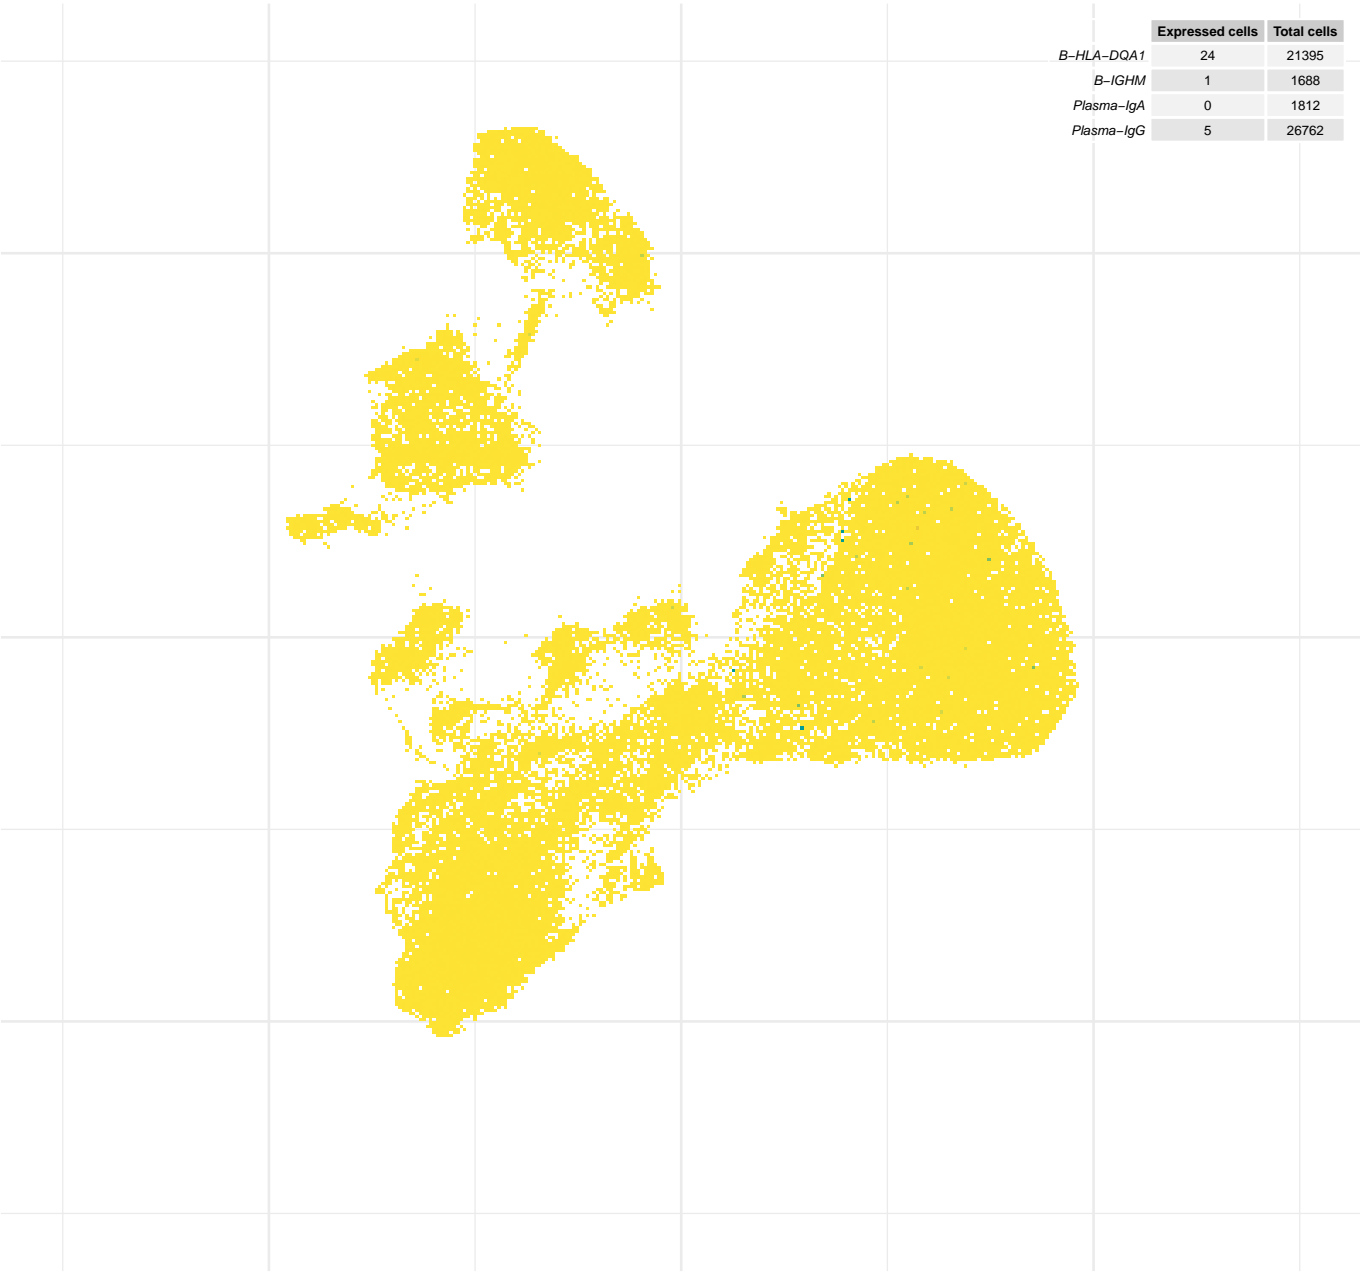 Expressed cells Total cells
B−HLA−DQA1 24 21395
B−IGHM 1 1688
Plasma−IgA 0 1812
Plasma−IgG 5 26762